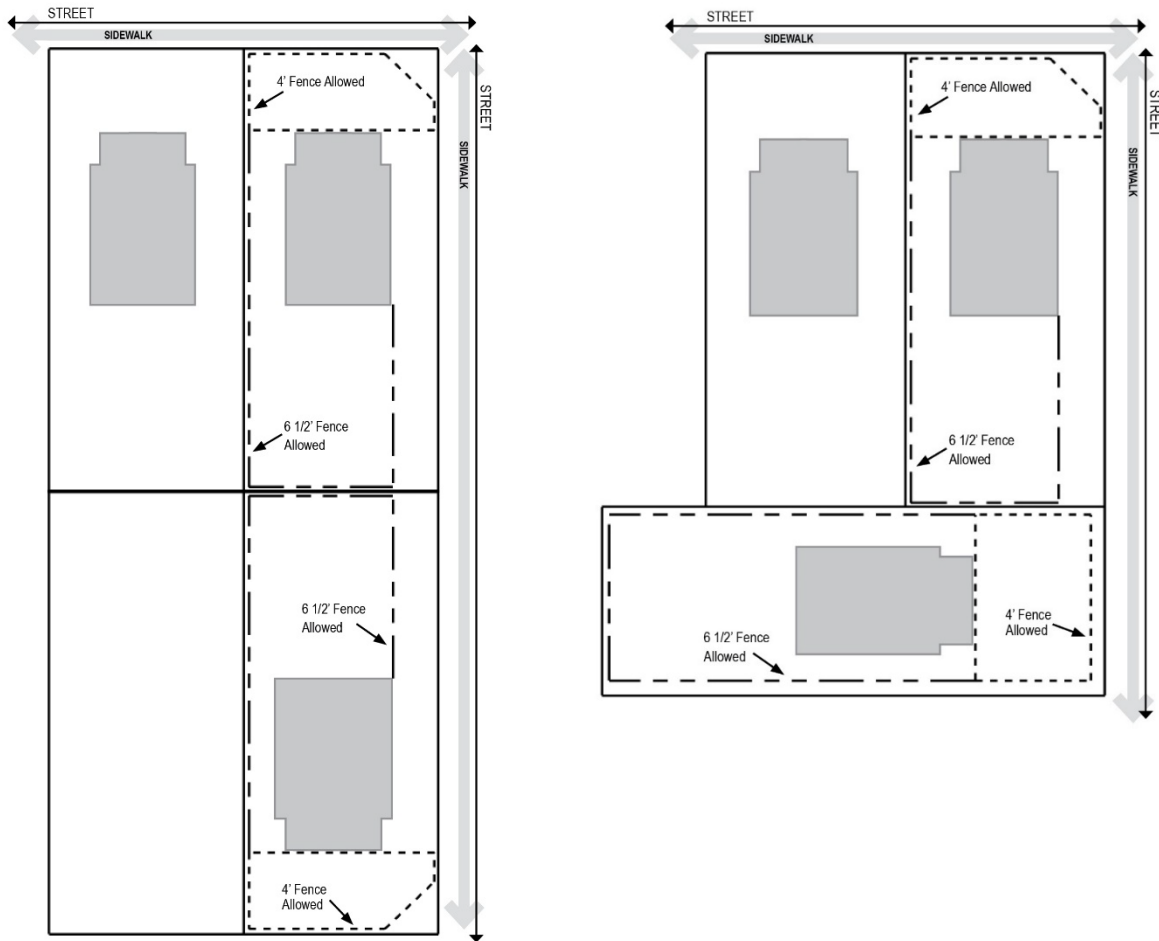 STREET
SIDEWALK
4' Fence Allowed
STREET
SIDEWALK
6 1/2' Fence
Allowed
6 1/2' Fence
Allowed
4' Fence
Allowed
STREET
SIDEWALK
4' Fence Allowed
STREET
SIDEWALK
6 1/2' Fence
Allowed
4' Fence
Allowed
6 1/2' Fence
Allowed